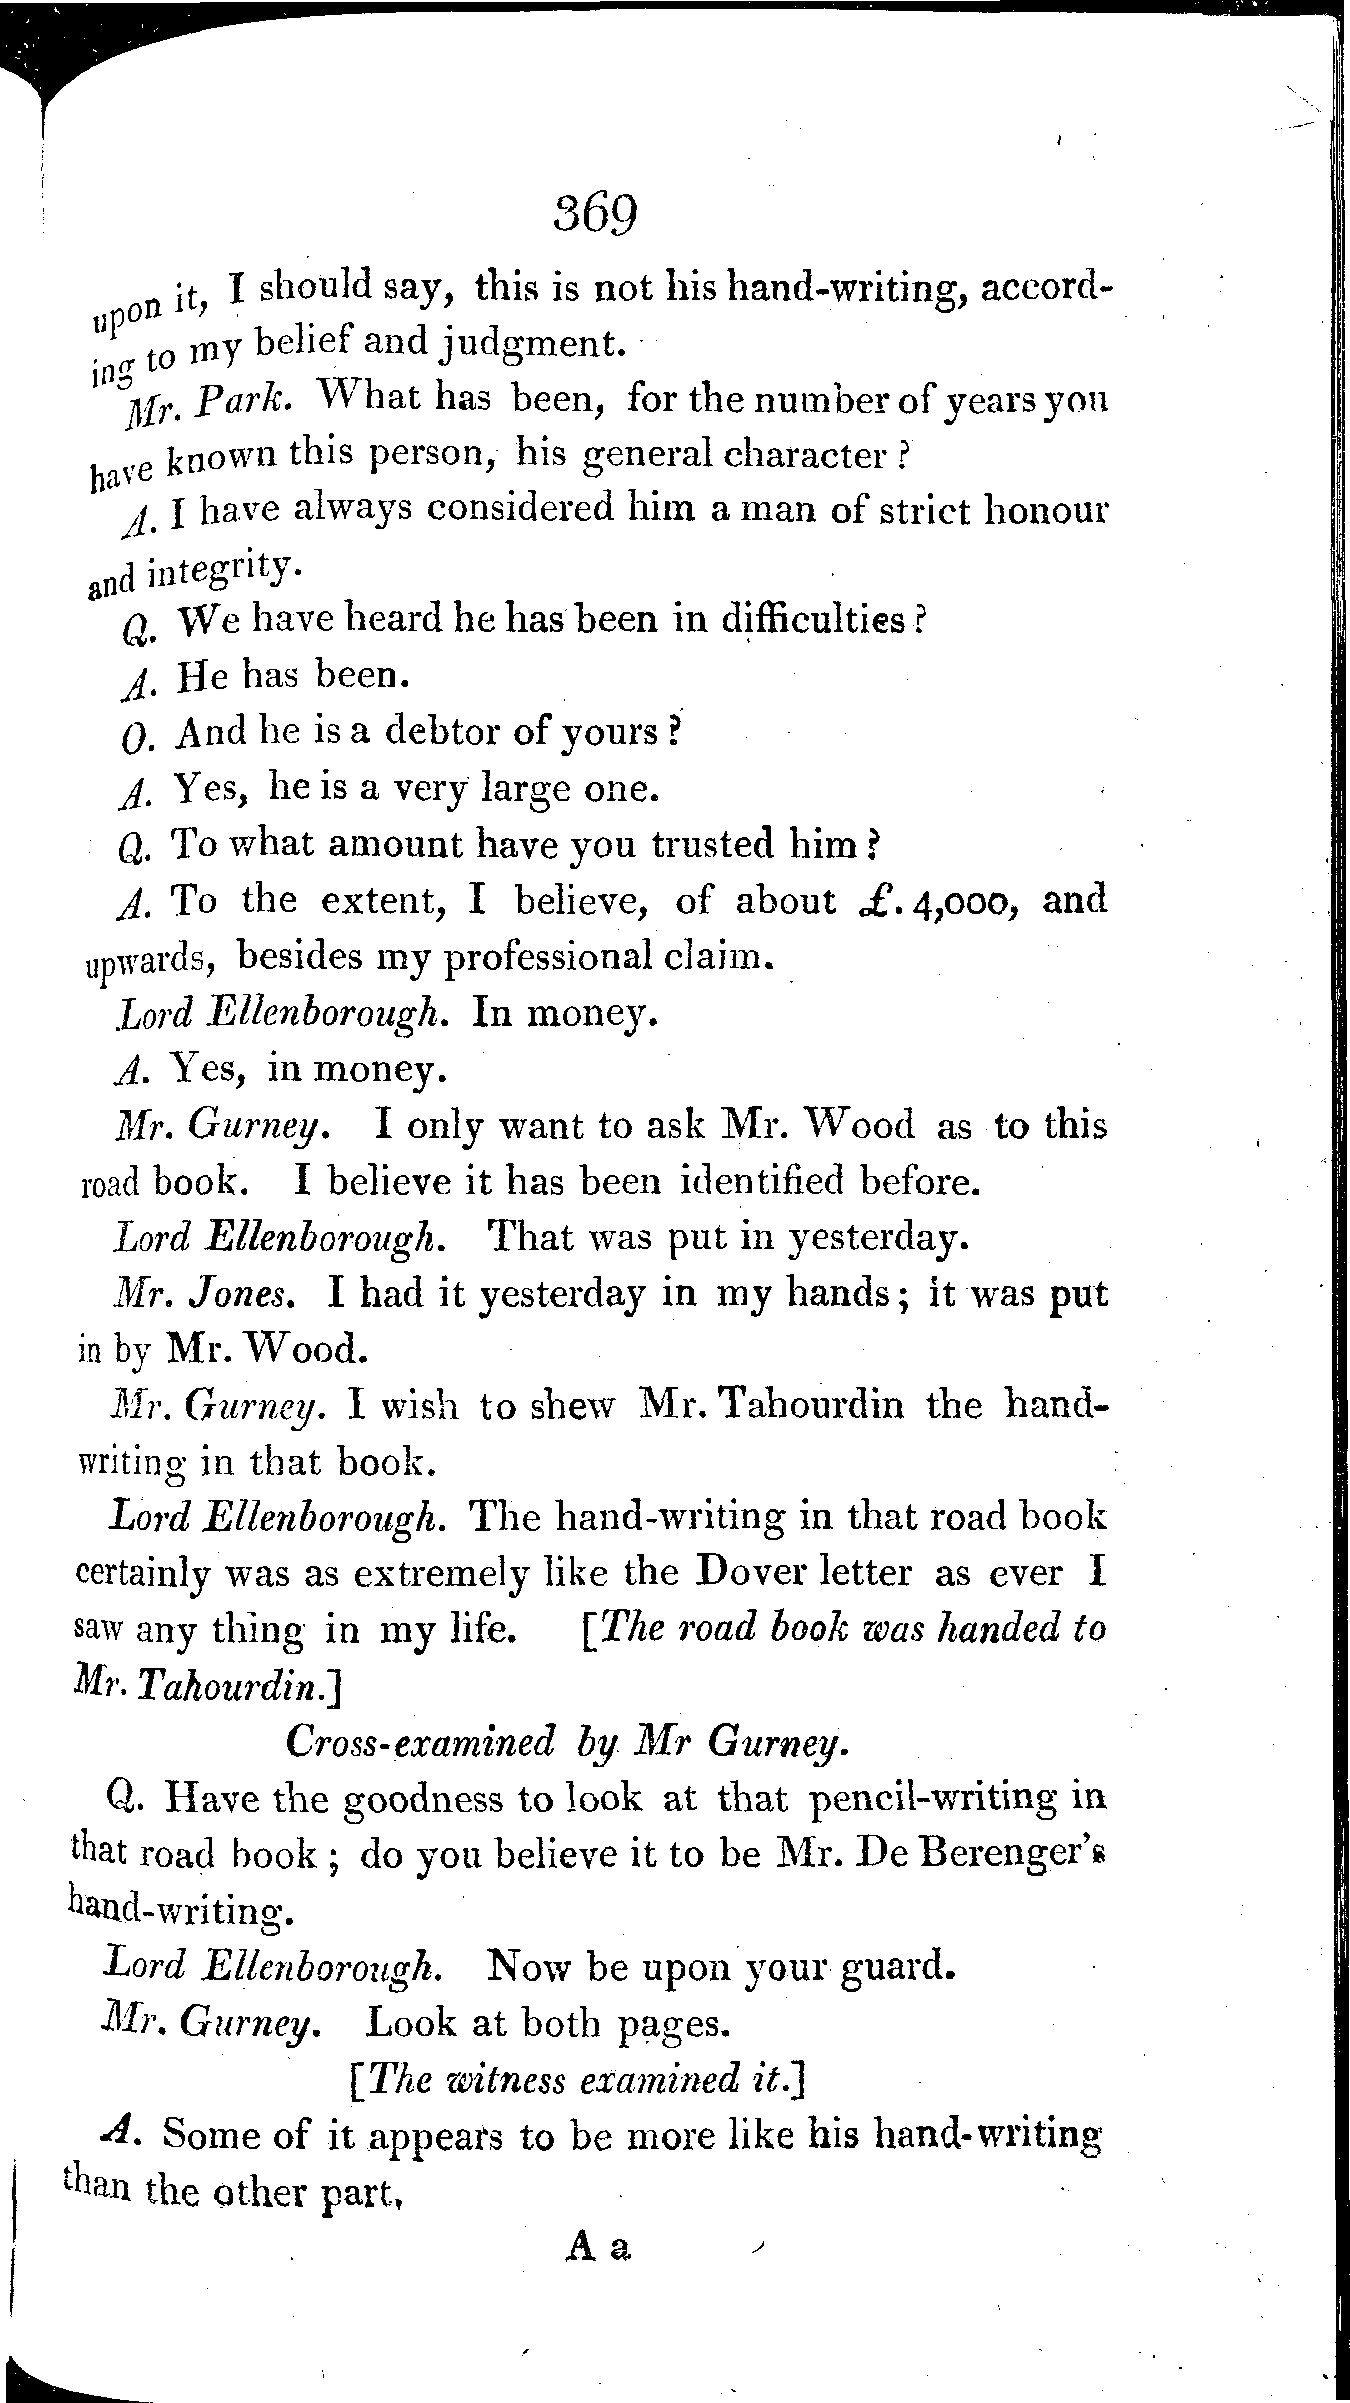 369
upon it, I should say, this is not his hand-writing, accord-
ing to my belief and judgment.
Mr. Park. What has been, for the number of years you
have known this person, his general character?
A. I have always considered him a man of strict honour
and integrity.
Q. We have heard he has been in difficulties?
A. He has been.
Q. And he is a debtor of yours?
A. Yes, he is a very large one.
Q. To what amount have you trusted him?
A. To the extent, I believe, of about £.4,000, and
upwards, besides my professional claim.
Lord Ellenborough. In money.
A. Yes, in money.
Mr. Gurney. I only want to ask Mr. Wood as to this
road book. I believe it has been identified before.
Lord Ellenborough. That was put in yesterday.
Mr. Jones. I had it yesterday in my hands; it was put
in by Mr. Wood.
Mr. Gurney. I wish to shew Mr. Tahourdin the hand-
writing in that book.
Lord Ellenborough. The hand-writing in that road book
certainly was as extremely like the Dover letter as ever I
saw any thing in my life. [The road book was handed to
Mr. Tahourdin.]
Cross-examined by Mr Gurney.
Q. Have the goodness to look at that pencil-writing in
that road book; do you believe it to be Mr. De Berenger's
hand-writing.
Lord Ellenborough. Now be upon your guard.
Mr. Gurney. Look at both pages.
[The witness examined it.]
A. Some of it appears to be more like his hand-writing
than the other part.
A a